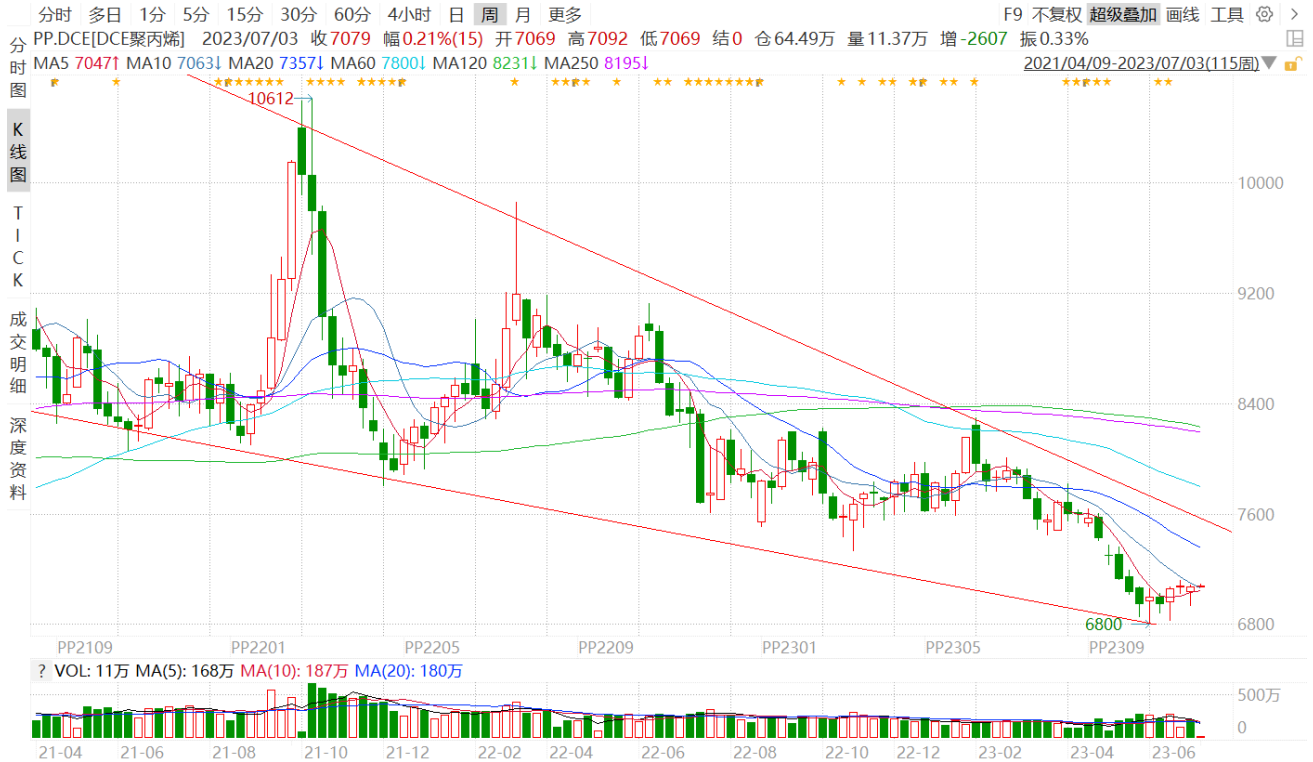 分时 多日 1分 5分 15分 30分 60分 4小时 日 周 月 更多 F9 不复权 超级叠加 画线 工具
PP.DCE[DCE聚丙烯] 2023/07/03 收7079 幅0.21%(15) 开7069 高7092 低7069 结0 仓64.49万 量11.37万 增-2607 振0.33%
MA5 7047↑ MA10 7063↓ MA20 7357↓ MA60 7800↓ MA120 8231↓ MA250 8195↓ 2021/04/09-2023/07/03(115周)▼
分时图
K线图
TICK
成交明细
深度资料
10612
10000
9200
8400
7600
6800
6800
PP2109 PP2201 PP2205 PP2209 PP2301 PP2305 PP2309
? VOL: 11万 MA(5): 168万 MA(10): 187万 MA(20): 180万
500万
0
21-04 21-06 21-08 21-10 21-12 22-02 22-04 22-06 22-08 22-10 22-12 23-02 23-04 23-06